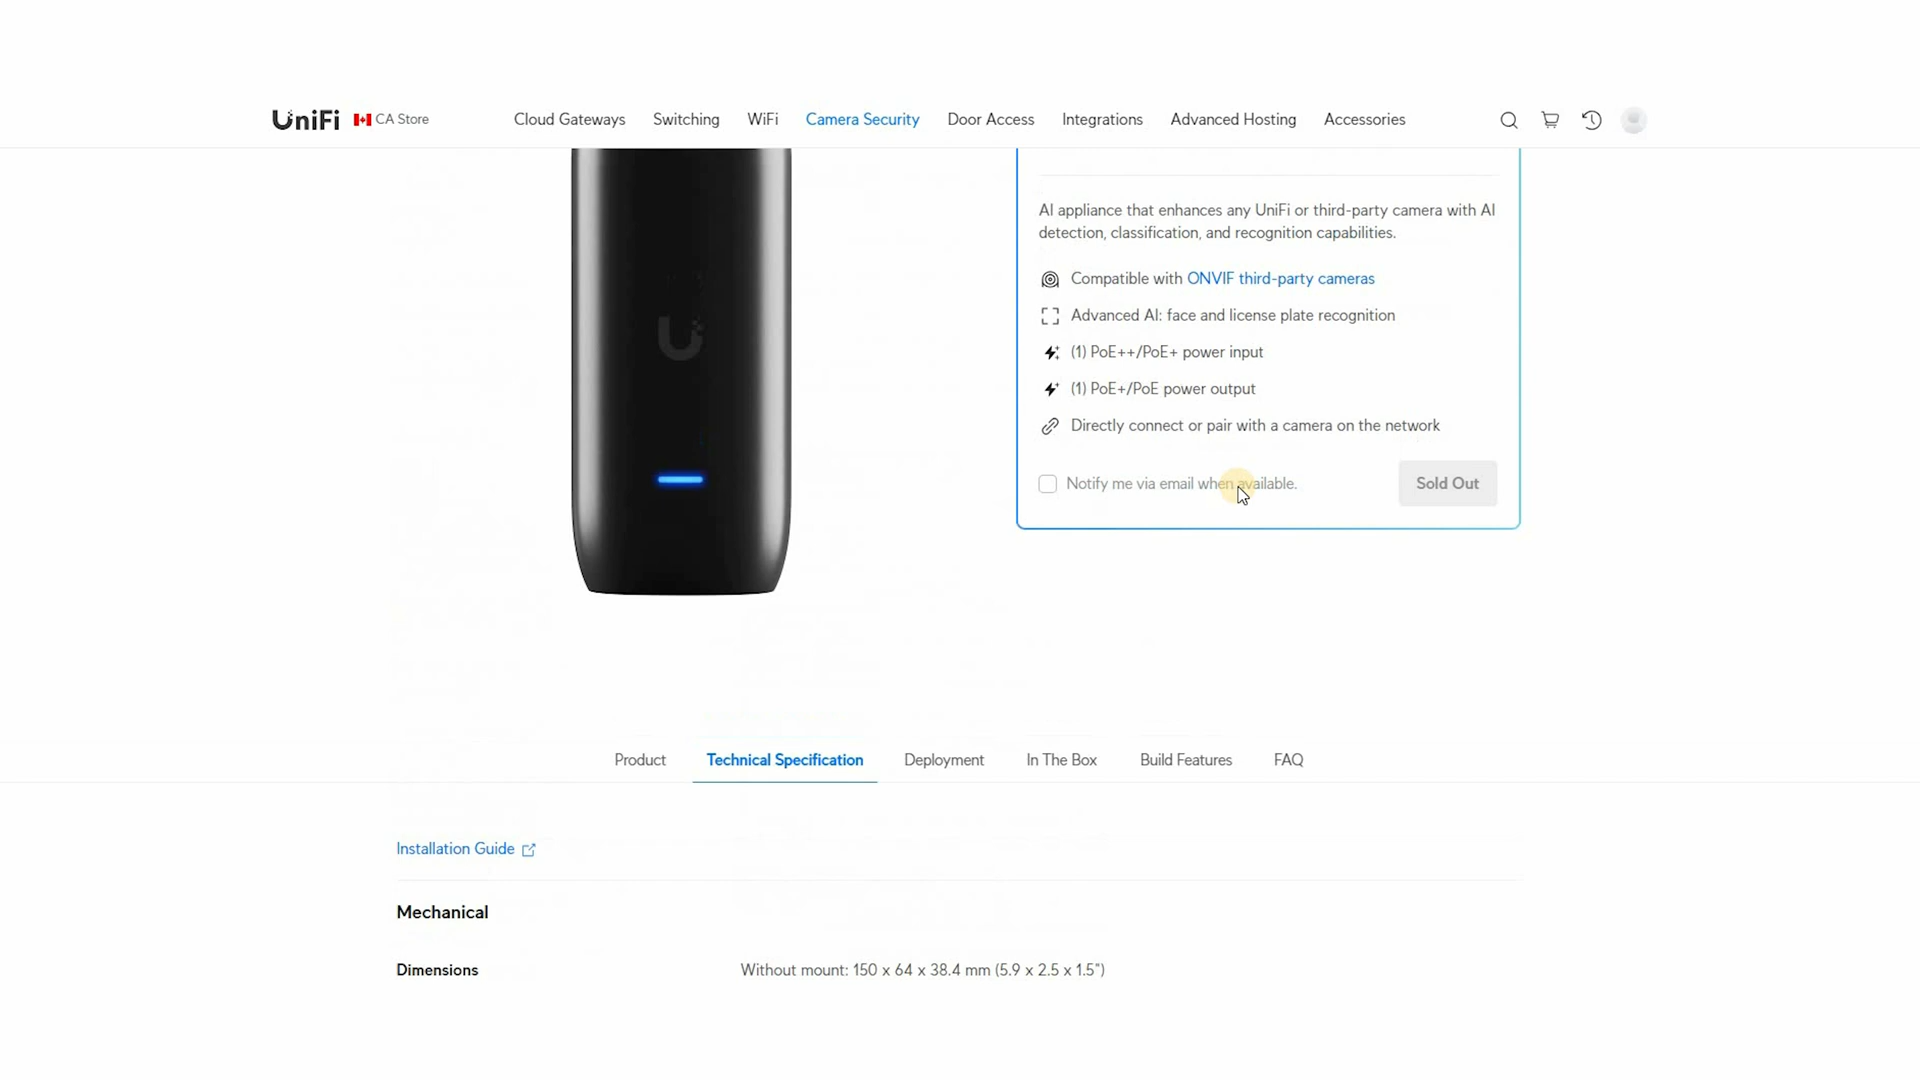 UniFi CA Store Cloud Gateways Switching WiFi Camera Security Door Access Integrations Advanced Hosting Accessories
AI appliance that enhances any UniFi or third-party camera with AI
detection, classification, and recognition capabilities.
Compatible with ONVIF third-party cameras
Advanced AI: face and license plate recognition
(1) PoE++/PoE+ power input
(1) PoE+/PoE power output
Directly connect or pair with a camera on the network
Notify me via email when available. Sold Out
Product Technical Specification Deployment In The Box Build Features FAQ
Installation Guide
Mechanical
Dimensions Without mount: 150 x 64 x 38.4 mm (5.9 x 2.5 x 1.5")